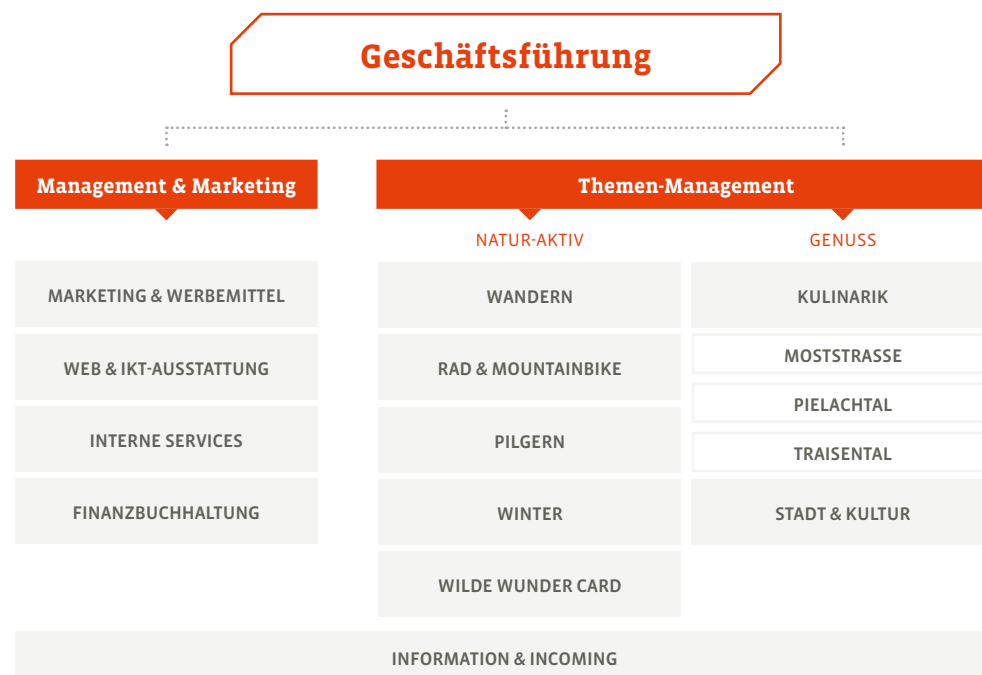 Geschäftsführung
Management & Marketing
MARKETING & WERBEMITTEL
WEB & IKT-AUSSTATTUNG
INTERNE SERVICES
FINANZBUCHHALTUNG
Themen-Management
NATUR-AKTIV
WANDERN
RAD & MOUNTAINBIKE
PILGERN
WINTER
WILDE WUNDER CARD
GENUSS
KULINARIK
MOSTSTRASSE
PIELACHTAL
TRAISENTAL
STADT & KULTUR
INFORMATION & INCOMING